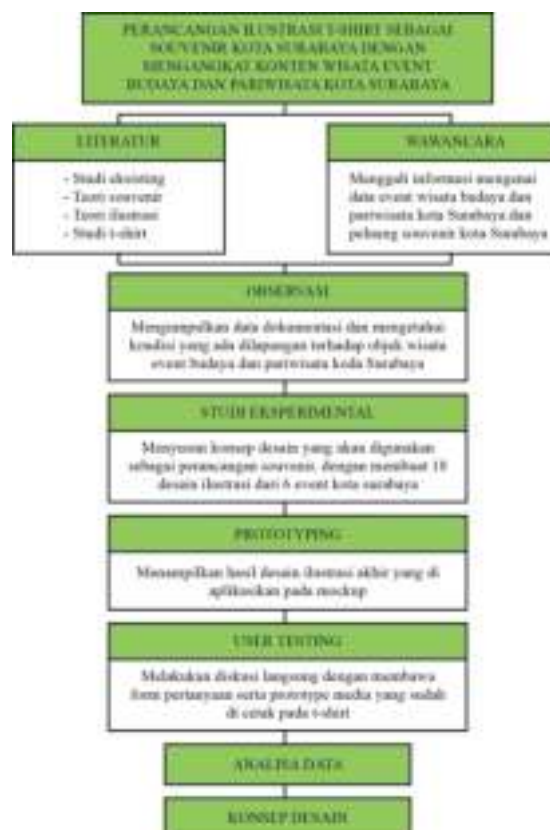 PERANCANGAN ILUSTRASI T-SHIRT SEBAGAI
SOUVENIR KOTA SURABAYA DENGAN
MENGANGKAT KONTEN WISATA EVENT
BUDAYA DAN PARIWISATA KOTA SURABAYA
LITERATUR
- Studi eksisting
- Teori souvenir
- Teori ilustrasi
- Studi t-shirt
WAWANCARA
Menggali informasi mengenai
data event wisata budaya dan
pariwisata kota Surabaya dan
peluang souvenir kota Surabaya
OBSERVASI
Mengumpulkan data dokumentasi dan mengetahui
kondisi yang ada dilapangan terhadap objek wisata
event budaya dan pariwisata kota Surabaya
STUDI EKSPERIMENTAL
Menyusun konsep desain yang akan digunakan
sebagai perancangan souvenir, dengan membuat
desain ilustrasi dari 6 event kota surabaya
PROTOTYPING
Menampilkan hasil desain ilustrasi akhir yang di
aplikasikan pada mockup
USER TESTING
Melakukan diskusi langsung dengan membawa
form pertanyaan serta prototype media yang sudah
di cetak pada t-shirt
ANALISA DATA
KONSEP DESAIN